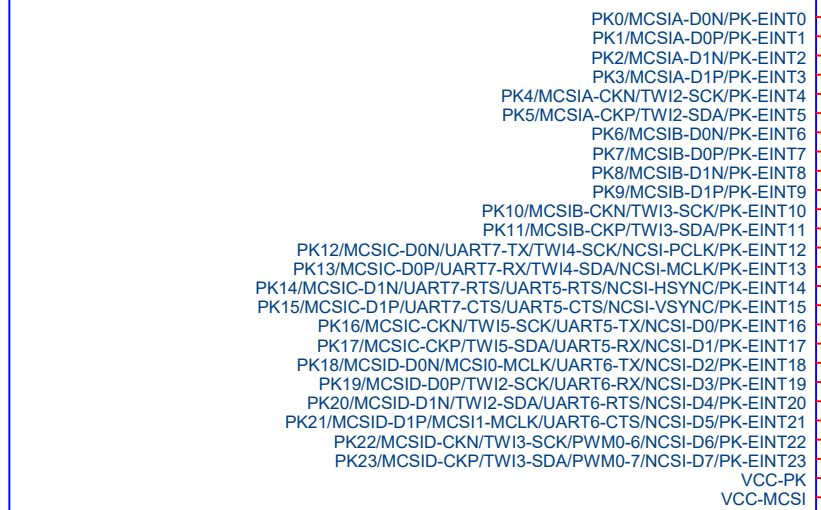 PK0/MCSIA-D0N/PK-EINT0
PK1/MCSIA-D0P/PK-EINT1
PK2/MCSIA-D1N/PK-EINT2
PK3/MCSIA-D1P/PK-EINT3
PK4/MCSIA-CKN/TWI2-SCK/PK-EINT4
PK5/MCSIA-CKP/TWI2-SDA/PK-EINT5
PK6/MCSIB-D0N/PK-EINT6
PK7/MCSIB-D0P/PK-EINT7
PK8/MCSIB-D1N/PK-EINT8
PK9/MCSIB-D1P/PK-EINT9
PK10/MCSIB-CKN/TWI3-SCK/PK-EINT10
PK11/MCSIB-CKP/TWI3-SDA/PK-EINT11
PK12/MCSIC-D0N/UART7-TX/TWI4-SCK/NCSI-PCLK/PK-EINT12
PK13/MCSIC-D0P/UART7-RX/TWI4-SDA/NCSI-MCLK/PK-EINT13
PK14/MCSIC-D1N/UART7-RTS/UART5-RTS/NCSI-HSYNC/PK-EINT14
PK15/MCSIC-D1P/UART7-CTS/UART5-CTS/NCSI-VSYNC/PK-EINT15
PK16/MCSIC-CKN/TWI5-SCK/UART5-TX/NCSI-D0/PK-EINT16
PK17/MCSIC-CKP/TWI5-SDA/UART5-RX/NCSI-D1/PK-EINT17
PK18/MCSID-D0N/MCSI0-MCLK/UART6-TX/NCSI-D2/PK-EINT18
PK19/MCSID-D0P/TWI2-SCK/UART6-RX/NCSI-D3/PK-EINT19
PK20/MCSID-D1N/TWI2-SDA/UART6-RTS/NCSI-D4/PK-EINT20
PK21/MCSID-D1P/MCSI1-MCLK/UART6-CTS/NCSI-D5/PK-EINT21
PK22/MCSID-CKN/TWI3-SCK/PWM0-6/NCSI-D6/PK-EINT22
PK23/MCSID-CKP/TWI3-SDA/PWM0-7/NCSI-D7/PK-EINT23
VCC-PK
VCC-MCSI